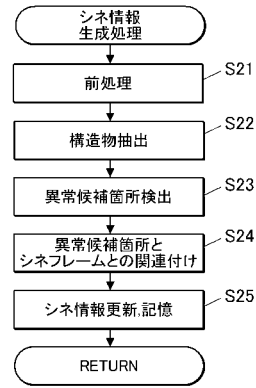 シネ情報
生成処理
前処理
S21
構造物抽出
S22
異常候補箇所検出
S23
異常候補箇所と
シネフレームとの関連付け
S24
シネ情報更新,記憶
S25
RETURN